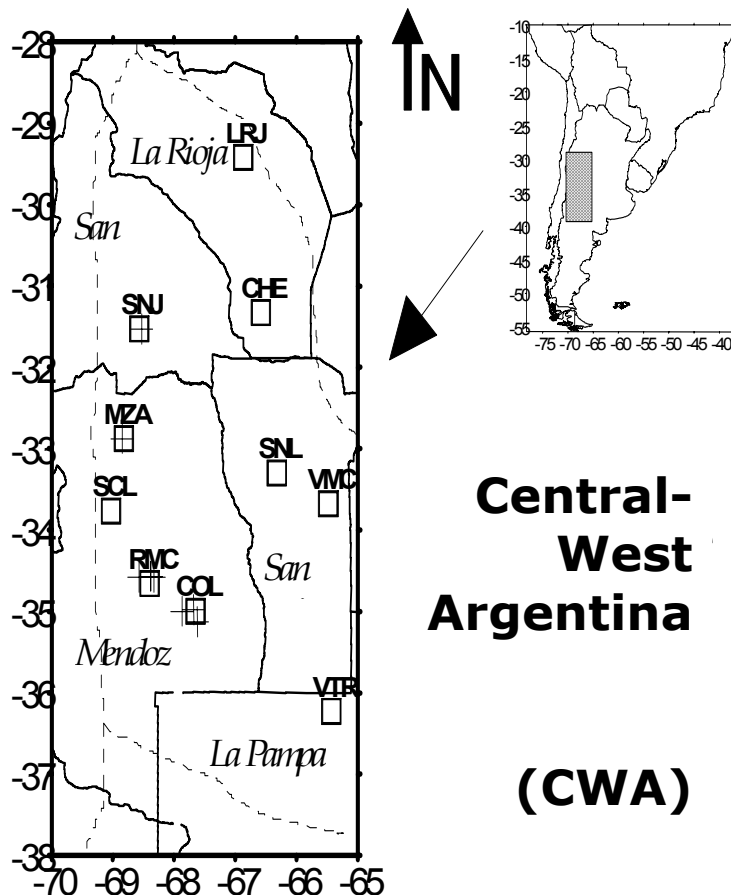 -28
-29
-30
-31
-32
-33
-34
-35
-36
-37
-38
-70 -69 -68 -67 -66 -65
LRJ
La Rioja
San
CHE
SNJ
MZA
SNL
SCL
VMC
RMC
San
COL
Mendoz
VTR
La Pampa
N
-10
-15
-20
-25
-30
-35
-40
-45
-50
-55
-75 -70 -65 -60 -55 -50 -45 -40
Central-
West
Argentina
(CWA)